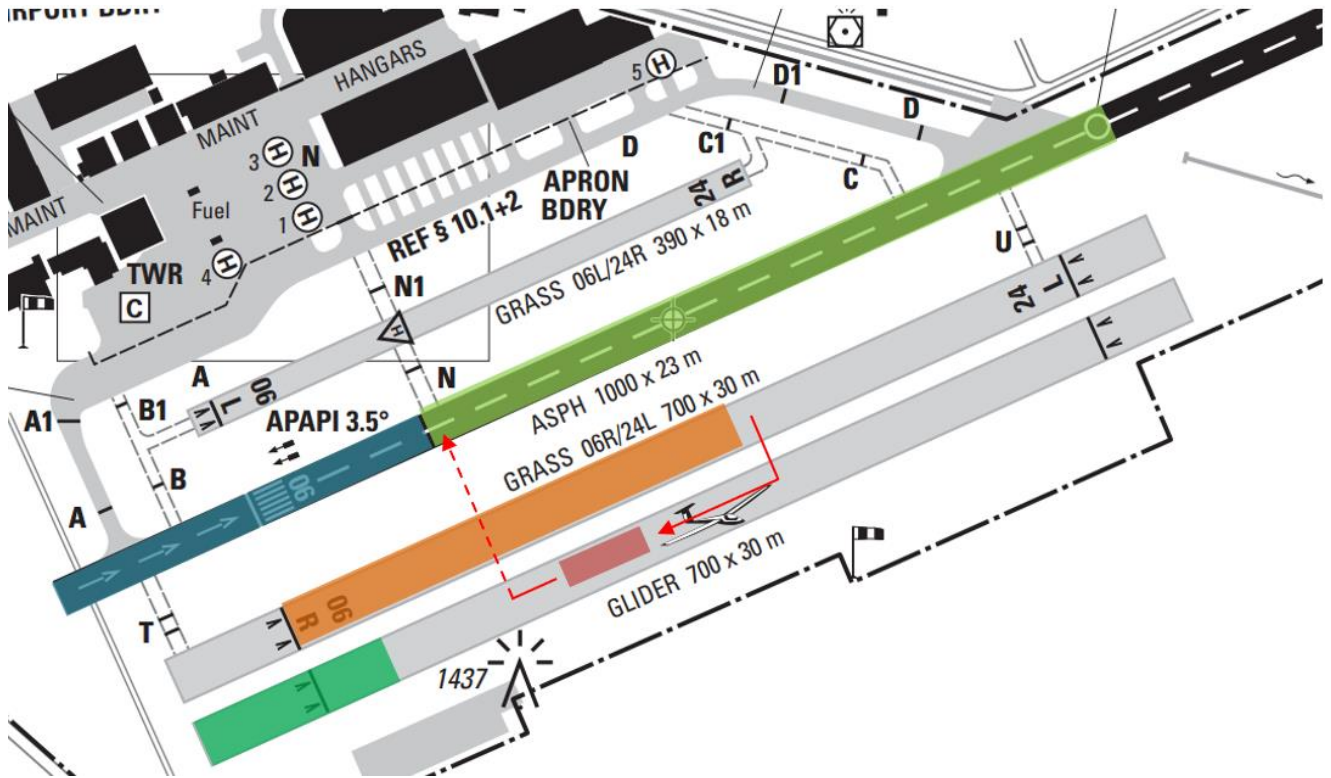 HANGARS
MAINT
MAINT
5 H
D1
D
C1
C
D
APRON
BDRY
24 R
3 H
N
2 H
1 H
Fuel
REF § 10.1+2
TWR
4 H
C
N1
GRASS 06L/24R 390 x 18 m
H
U
24 L
A
06 L
N
B1
A1
APAPI 3.5°
ASPH 1000 x 23 m
GRASS 06R/24L 700 x 30 m
B
06
A
GLIDER 700 x 30 m
06 R
T
1437